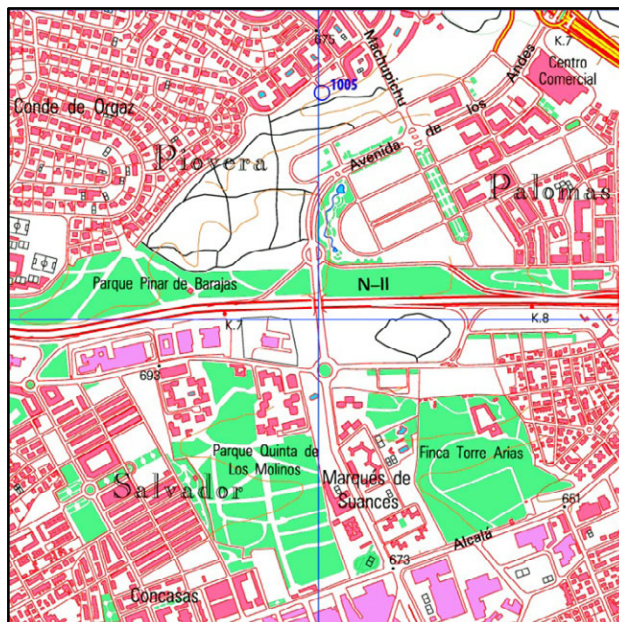 675
K.7
Machupichu
Centro
Comercial
1005
Andes
Conde de Orgaz
los
de
Avenida
Piovera
Palomas
Parque Pinar de Barajas
N-II
K.7
K.8
693
Parque Quinta de
Los Molinos
Finca Torre Arias
Marqués de
Suances
Salvador
661
Alcalá
673
Concasas